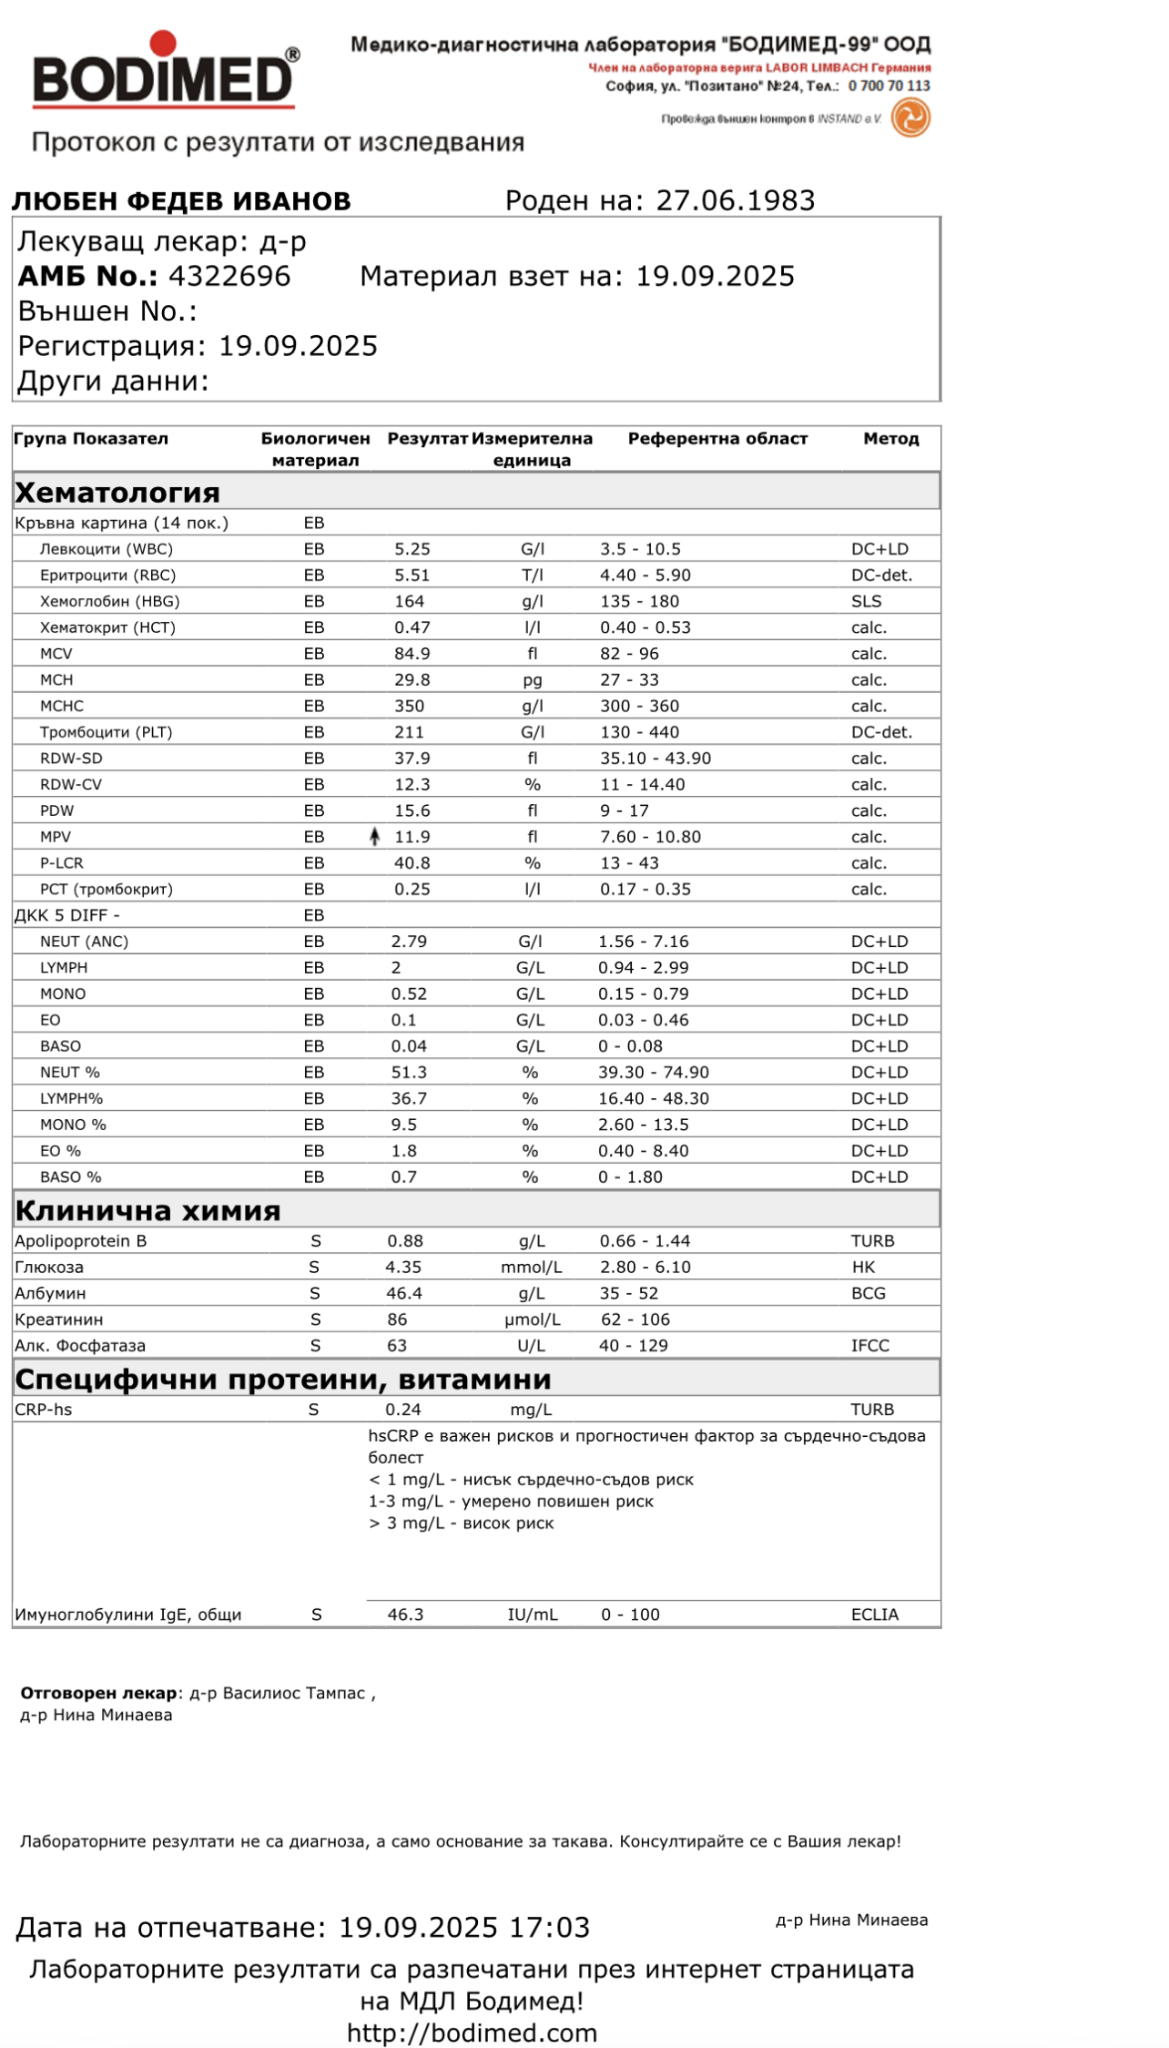 BODiMED®
Медико-диагностична лаборатория "БОДИМЕД-99" ООД
Член на лабораторна верига LABOR LIMBACH Германия
София, ул. "Позитано" №24, Тел.: 0 700 70 113
Провежда външен контрол в INSTAND e.V.
Протокол с резултати от изследвания
ЛЮБЕН ФЕДЕВ ИВАНОВ Роден на: 27.06.1983
Лекуващ лекар: д-р
АМБ No.: 4322696 Материал взет на: 19.09.2025
Външен No.:
Регистрация: 19.09.2025
Други данни:
Група Показател Биологичен материал Резултат Измерителна единица Референтна област Метод
Хематология
Кръвна картина (14 пок.) EB
Левкоцити (WBC) EB 5.25 G/l 3.5 - 10.5 DC+LD
Еритроцити (RBC) EB 5.51 T/l 4.40 - 5.90 DC-det.
Хемоглобин (HBG) EB 164 g/l 135 - 180 SLS
Хематокрит (HCT) EB 0.47 l/l 0.40 - 0.53 calc.
MCV EB 84.9 fl 82 - 96 calc.
MCH EB 29.8 pg 27 - 33 calc.
MCHC EB 350 g/l 300 - 360 calc.
Тромбоцити (PLT) EB 211 G/l 130 - 440 DC-det.
RDW-SD EB 37.9 fl 35.10 - 43.90 calc.
RDW-CV EB 12.3 % 11 - 14.40 calc.
PDW EB 15.6 fl 9 - 17 calc.
MPV EB 11.9 fl 7.60 - 10.80 calc.
P-LCR EB 40.8 % 13 - 43 calc.
PCT (тромбокрит) EB 0.25 l/l 0.17 - 0.35 calc.
ДКК 5 DIFF - EB
NEUT (ANC) EB 2.79 G/l 1.56 - 7.16 DC+LD
LYMPH EB 2 G/L 0.94 - 2.99 DC+LD
MONO EB 0.52 G/L 0.15 - 0.79 DC+LD
EO EB 0.1 G/L 0.03 - 0.46 DC+LD
BASO EB 0.04 G/L 0 - 0.08 DC+LD
NEUT % EB 51.3 % 39.30 - 74.90 DC+LD
LYMPH% EB 36.7 % 16.40 - 48.30 DC+LD
MONO % EB 9.5 % 2.60 - 13.5 DC+LD
EO % EB 1.8 % 0.40 - 8.40 DC+LD
BASO % EB 0.7 % 0 - 1.80 DC+LD
Клинична химия
Apolipoprotein B S 0.88 g/L 0.66 - 1.44 TURB
Глюкоза S 4.35 mmol/L 2.80 - 6.10 HK
Албумин S 46.4 g/L 35 - 52 BCG
Креатинин S 86 µmol/L 62 - 106
Алк. Фосфатаза S 63 U/L 40 - 129 IFCC
Специфични протеини, витамини
CRP-hs S 0.24 mg/L TURB
hsCRP е важен рисков и прогностичен фактор за сърдечно-съдова
болест
< 1 mg/L - нисък сърдечно-съдов риск
1-3 mg/L - умерено повишен риск
> 3 mg/L - висок риск
Имуноглобулини IgE, общи S 46.3 IU/mL 0 - 100 ECLIA
Отговорен лекар: д-р Василиос Тампас ,
д-р Нина Минаева
Лабораторните резултати не са диагноза, а само основание за такава. Консултирайте се с Вашия лекар!
Дата на отпечатване: 19.09.2025 17:03 д-р Нина Минаева
Лабораторните резултати са разпечатани през интернет страницата
на МДЛ Бодимед!
http://bodimed.com